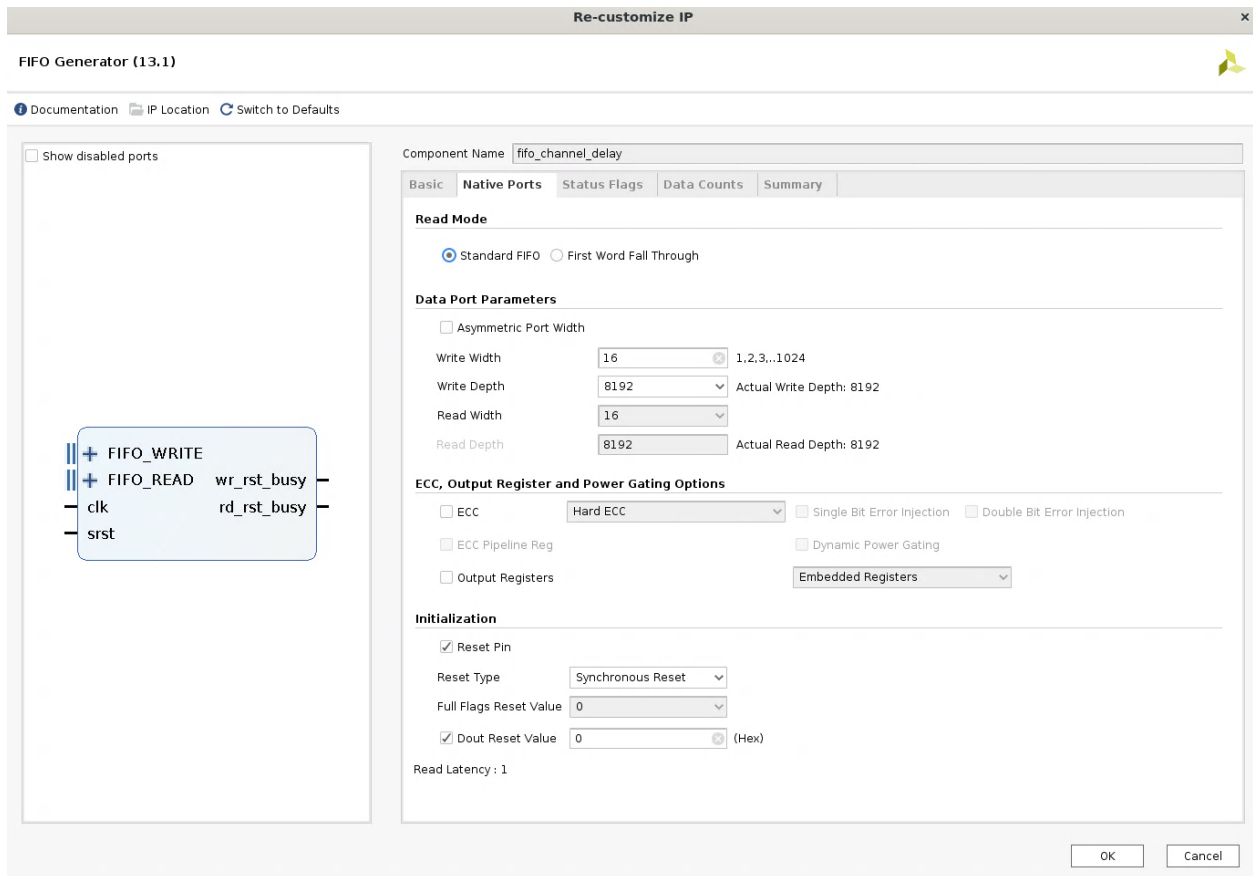 Re-customize IP
FIFO Generator (13.1)
Documentation IP Location Switch to Defaults
Show disabled ports
FIFO_WRITE
FIFO_READ wr_rst_busy
clk rd_rst_busy
srst
Component Name fifo_channel_delay
Basic Native Ports Status Flags Data Counts Summary
Read Mode
Standard FIFO First Word Fall Through
Data Port Parameters
Asymmetric Port Width
Write Width 16 1,2,3,..1024
Write Depth 8192 Actual Write Depth: 8192
Read Width 16
Read Depth 8192 Actual Read Depth: 8192
ECC, Output Register and Power Gating Options
ECC Hard ECC Single Bit Error Injection Double Bit Error Injection
ECC Pipeline Reg Dynamic Power Gating
Output Registers Embedded Registers
Initialization
Reset Pin
Reset Type Synchronous Reset
Full Flags Reset Value 0
Dout Reset Value 0 (Hex)
Read Latency : 1
OK Cancel